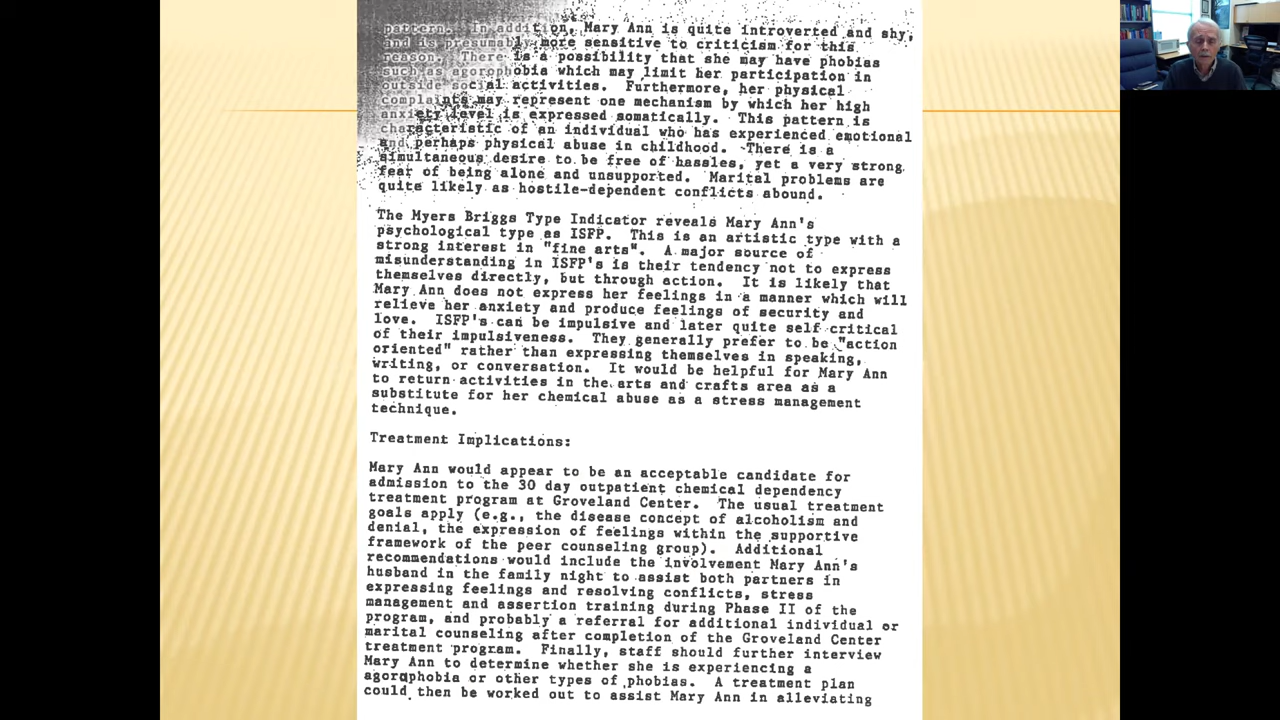 pattern. In addition, Mary Ann is quite introverted and shy,
and is presumably more sensitive to criticism for this
reason. There is a possibility that she may have phobias
such as agorophobia which may limit her participation in
outside social activities. Furthermore, her physical
complaints may represent one mechanism by which her high
anxiety level is expressed somatically. This pattern is
characteristic of an individual who has experienced emotional
and perhaps physical abuse in childhood. There is a
simultaneous desire to be free of hassles, yet a very strong
fear of being alone and unsupported. Marital problems are
quite likely as hostile-dependent conflicts abound.
The Myers Briggs Type Indicator reveals Mary Ann's
psychological type as ISFP. This is an artistic type with a
strong interest in "fine arts". A major source of
misunderstanding in ISFP's is their tendency not to express
themselves directly, but through action. It is likely that
Mary Ann does not express her feelings in a manner which will
relieve her anxiety and produce feelings of security and
love. ISFP's can be impulsive and later quite self critical
of their impulsiveness. They generally prefer to be "action
oriented" rather than expressing themselves in speaking,
writing, or conversation. It would be helpful for Mary Ann
to return activities in the arts and crafts area as a
substitute for her chemical abuse as a stress management
technique.
Treatment Implications:
Mary Ann would appear to be an acceptable candidate for
admission to the 30 day outpatient chemical dependency
treatment program at Groveland Center. The usual treatment
goals apply (e.g., the disease concept of alcoholism and
denial, the expression of feelings within the supportive
framework of the peer counseling group). Additional
recommendations would include the involvement Mary Ann's
husband in the family night to assist both partners in
expressing feelings and resolving conflicts, stress
management and assertion training during Phase II of the
program, and probably a referral for additional individual or
marital counseling after completion of the Groveland Center
treatment program. Finally, staff should further interview
Mary Ann to determine whether she is experiencing a
agoraphobia or other types of phobias. A treatment plan
could then be worked out to assist Mary Ann in alleviating